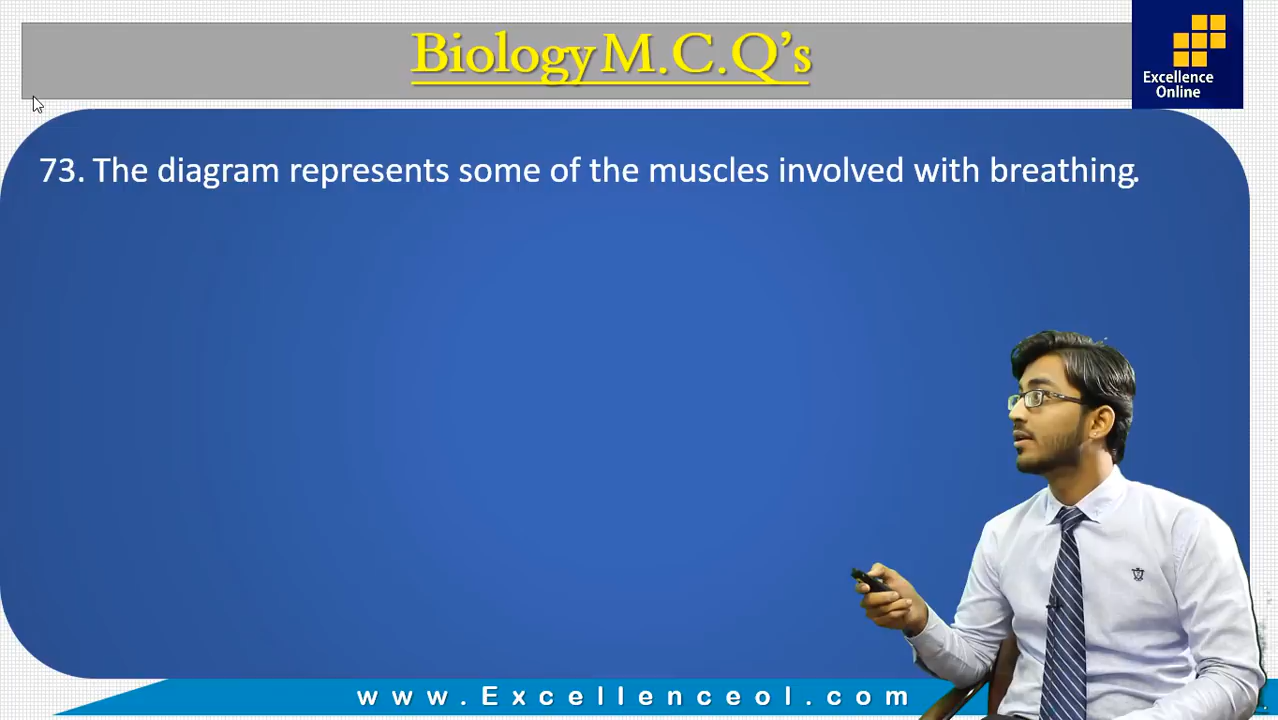 Biology M.C.Q's
Excellence
Online
73. The diagram represents some of the muscles involved with breathing.
www.Excellenceol.com